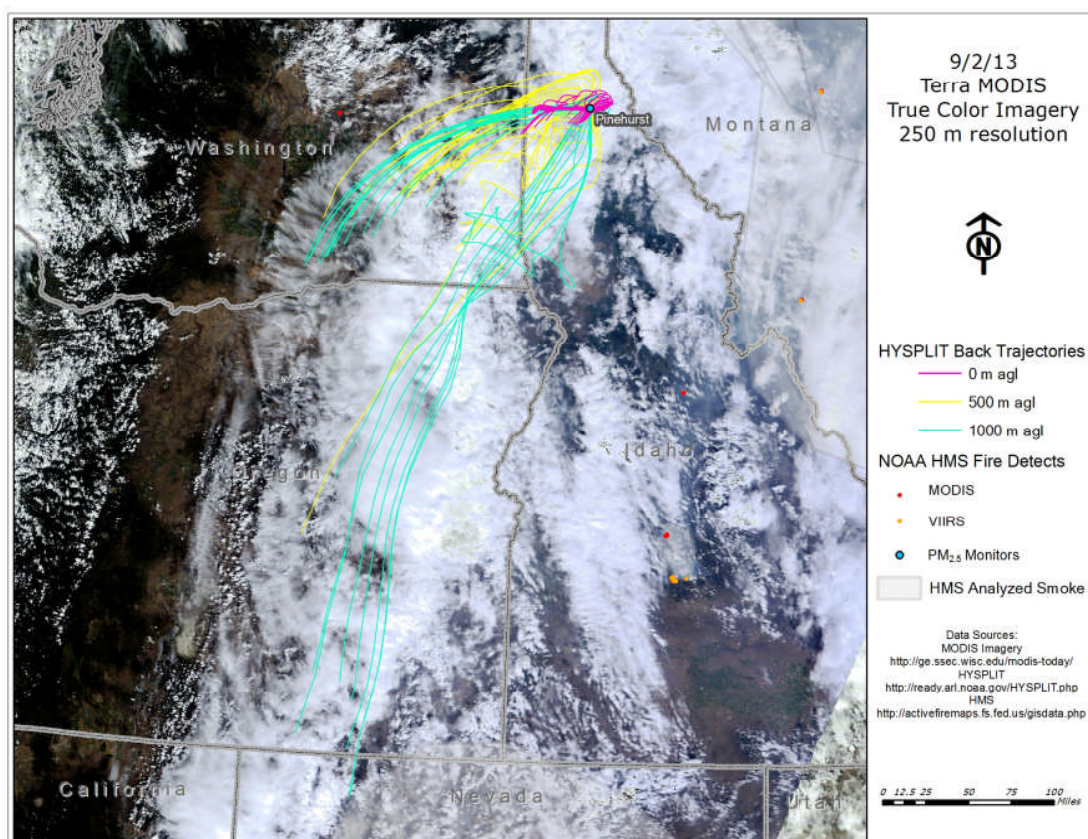 9/2/13
Terra MODIS
True Color Imagery
250 m resolution
N
Washington
Pinehurst
Montana
HYSPLIT Back Trajectories
0 m agl
500 m agl
1000 m agl
Oregon
Idaho
NOAA HMS Fire Detects
MODIS
VIIRS
PM2.5 Monitors
HMS Analyzed Smoke
Data Sources:
MODIS Imagery
http://ge.ssec.wisc.edu/modis-today/
HYSPLIT
http://ready.arl.noaa.gov/HYSPLIT.php
HMS
http://activefiremaps.fs.fed.us/gisdata.php
California
Nevada
Utah
0 12.5 25 50 75 100
Miles